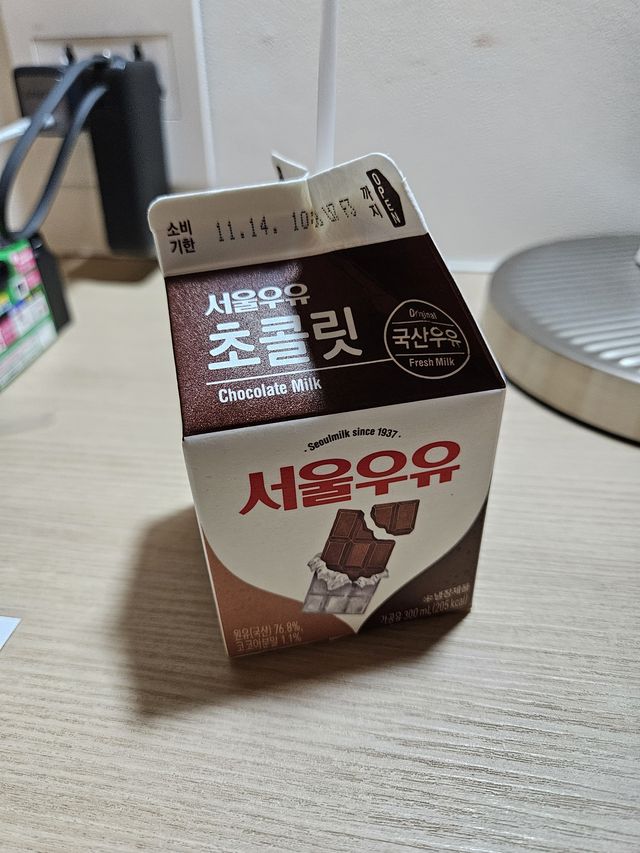 소비
기한
11.14.
까
지
OPEN
서울우유
초콜릿
Chocolate Milk
Original
국산우유
Fresh Milk
· Seoulmilk since 1937 ·
서울우유
냉장제품
가공유 300 mL(205 kcal)
원유(국산) 76.8%,
코코아분말 1.1%